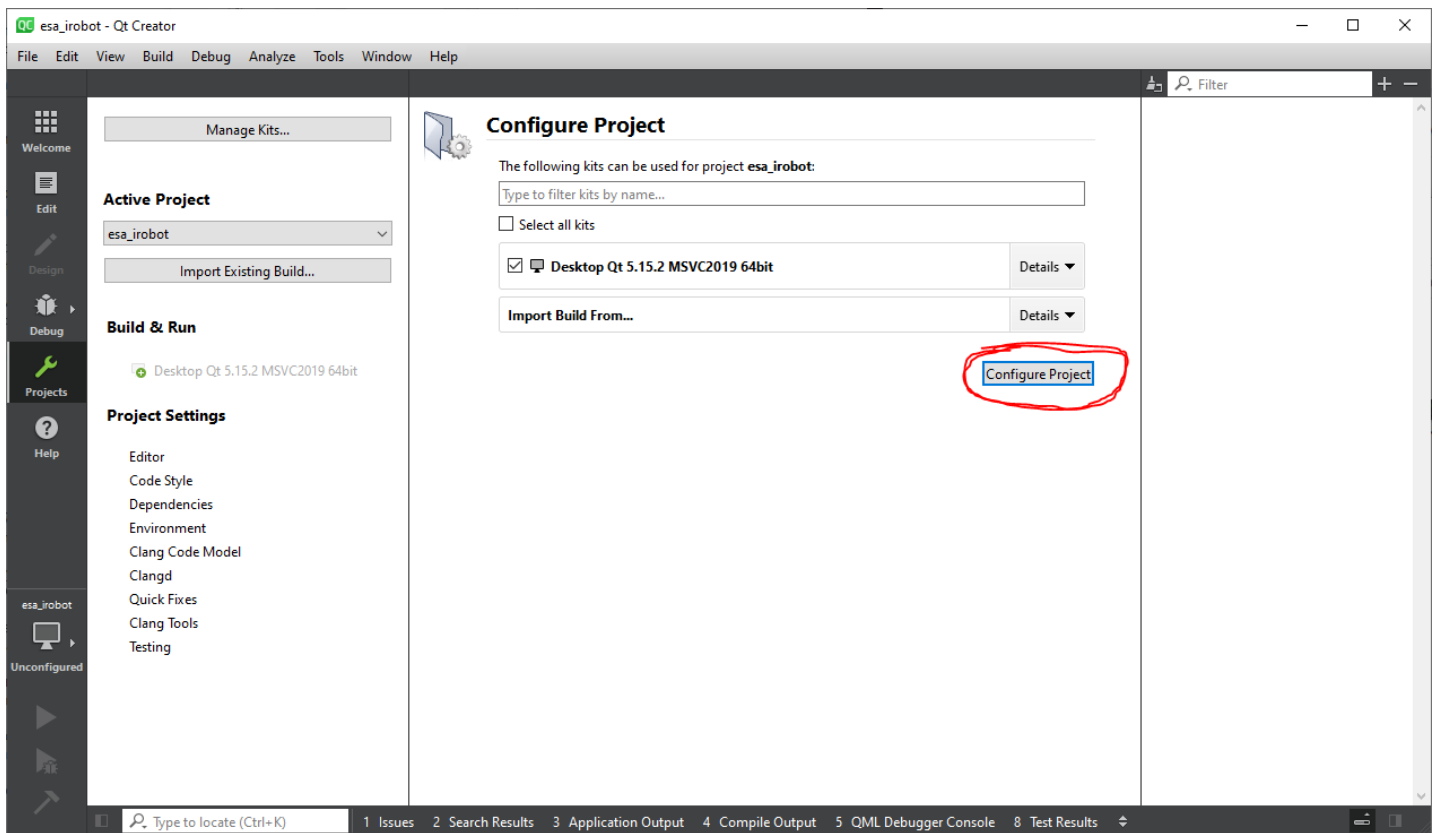 QC esa_irobot - Qt Creator
File Edit View Build Debug Analyze Tools Window Help
Filter
Welcome
Edit
Design
Debug
Projects
Help
esa_irobot
Unconfigured
Manage Kits...
Active Project
esa_irobot
Import Existing Build...
Build & Run
Desktop Qt 5.15.2 MSVC2019 64bit
Project Settings
Editor
Code Style
Dependencies
Environment
Clang Code Model
Clangd
Quick Fixes
Clang Tools
Testing
Configure Project
The following kits can be used for project esa_irobot:
Type to filter kits by name...
Select all kits
Desktop Qt 5.15.2 MSVC2019 64bit Details
Import Build From... Details
Configure Project
Type to locate (Ctrl+K) 1 Issues 2 Search Results 3 Application Output 4 Compile Output 5 QML Debugger Console 8 Test Results